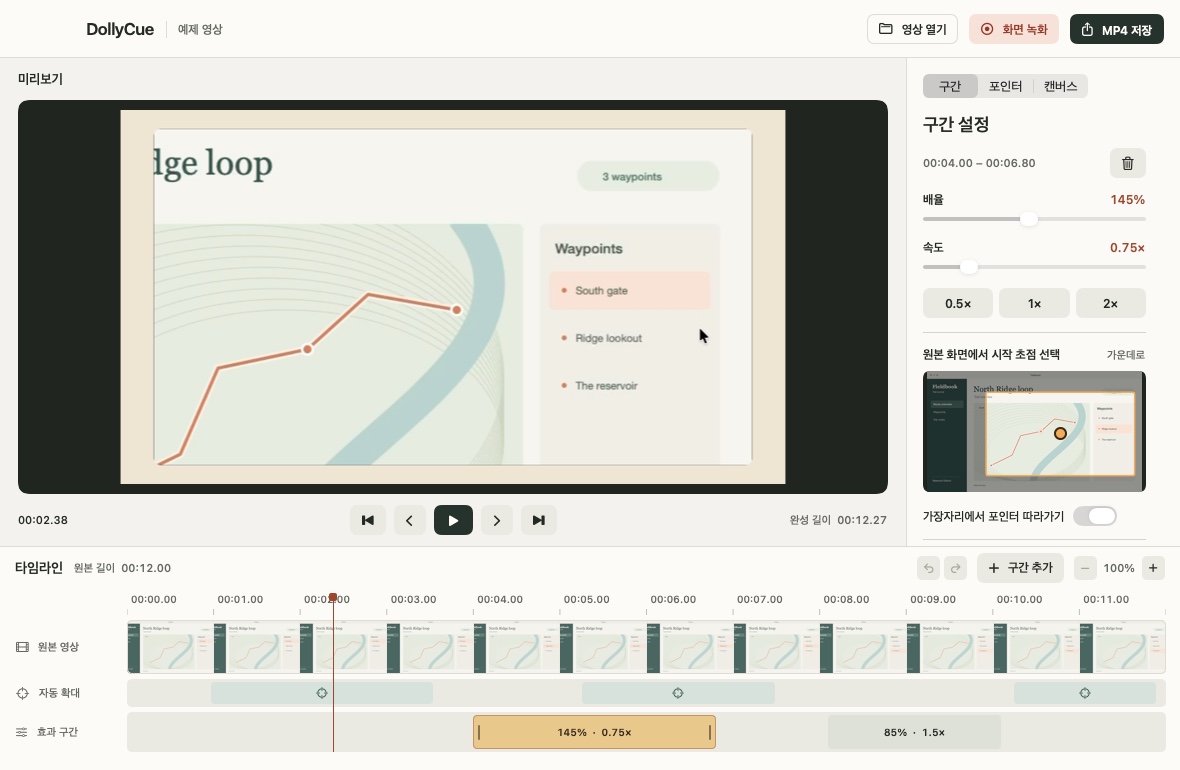 DollyCue
예제 영상
영상 열기
화면 녹화
MP4 저장
미리보기
dge loop
3 waypoints
Waypoints
South gate
Ridge lookout
The reservoir
00:02.38
완성 길이 00:12.27
구간
포인터
캔버스
구간 설정
00:04.00 – 00:06.80
배율 145%
속도 0.75×
0.5×
1×
2×
원본 화면에서 시작 초점 선택
가운데로
Fieldbook
North Ridge loop
Waypoints
가장자리에서 포인터 따라가기
타임라인
원본 길이 00:12.00
구간 추가
100%
00:00.00 00:01.00 00:03.00 00:04.00 00:05.00 00:06.00 00:07.00 00:08.00 00:09.00 00:10.00 00:11.00
원본 영상
자동 확대
효과 구간
145% · 0.75×
85% · 1.5×